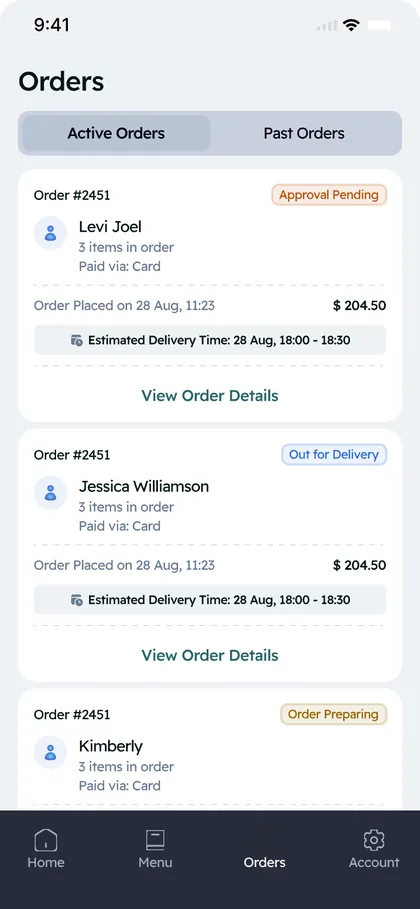 9:41
Orders
Active Orders
Past Orders
Order #2451
Approval Pending
Levi Joel
3 items in order
Paid via: Card
Order Placed on 28 Aug, 11:23
$ 204.50
Estimated Delivery Time: 28 Aug, 18:00 - 18:30
View Order Details
Order #2451
Out for Delivery
Jessica Williamson
3 items in order
Paid via: Card
Order Placed on 28 Aug, 11:23
$ 204.50
Estimated Delivery Time: 28 Aug, 18:00 - 18:30
View Order Details
Order #2451
Order Preparing
Kimberly
3 items in order
Paid via: Card
Home
Menu
Orders
Account